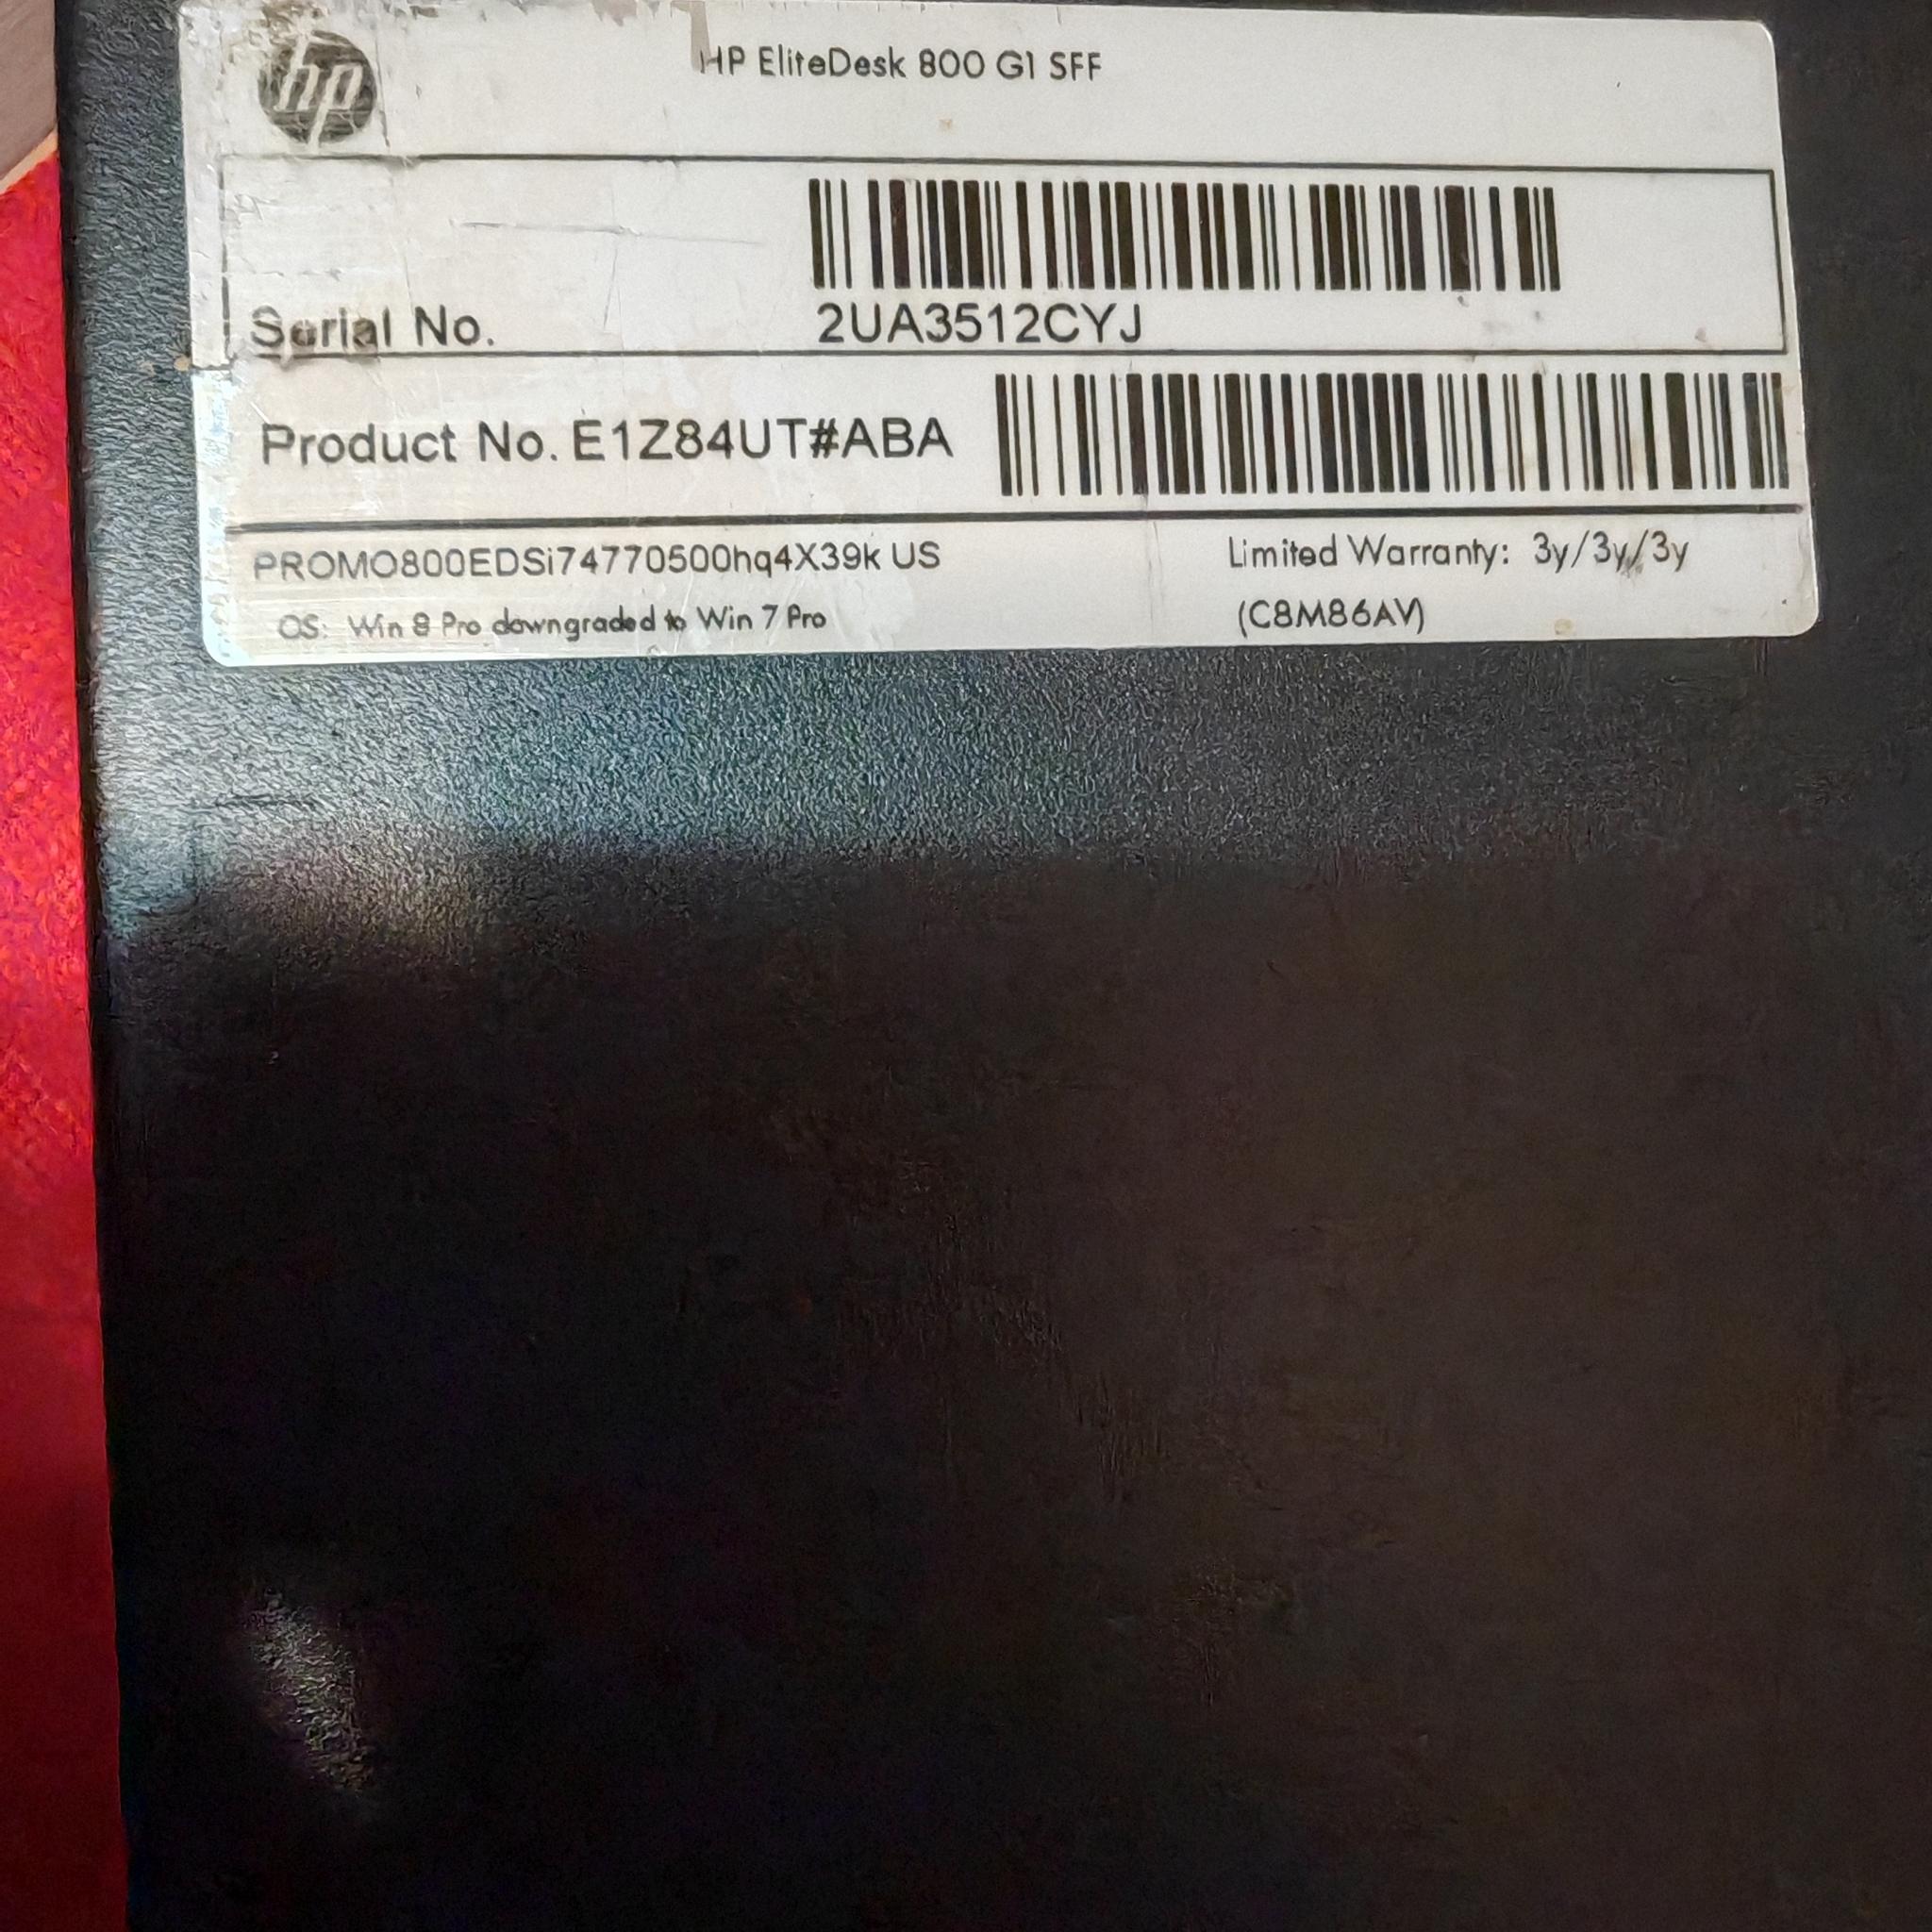 hp
HP EliteDesk 800 G1 SFF
Serial No. 2UA3512CYJ
Product No. E1Z84UT#ABA
PROMO800EDSi74770500hq4X39k US Limited Warranty: 3y/3y/3y
OS: Win 8 Pro downgraded to Win 7 Pro (C8M86AV)